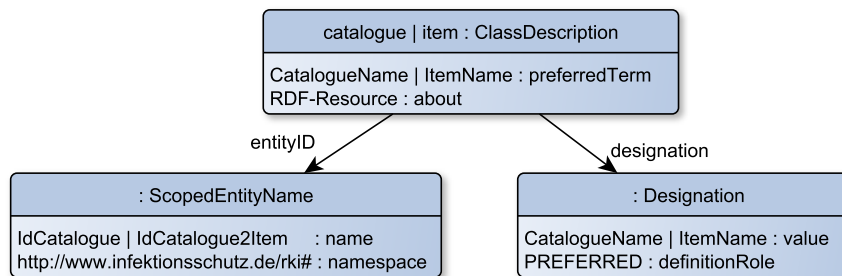 catalogue | item : ClassDescription
CatalogueName | ItemName : preferredTerm
RDF-Resource : about
entityID
designation
: ScopedEntityName
IdCatalogue | IdCatalogue2Item : name
http://www.infektionsschutz.de/rki# : namespace
: Designation
CatalogueName | ItemName : value
PREFERRED : definitionRole